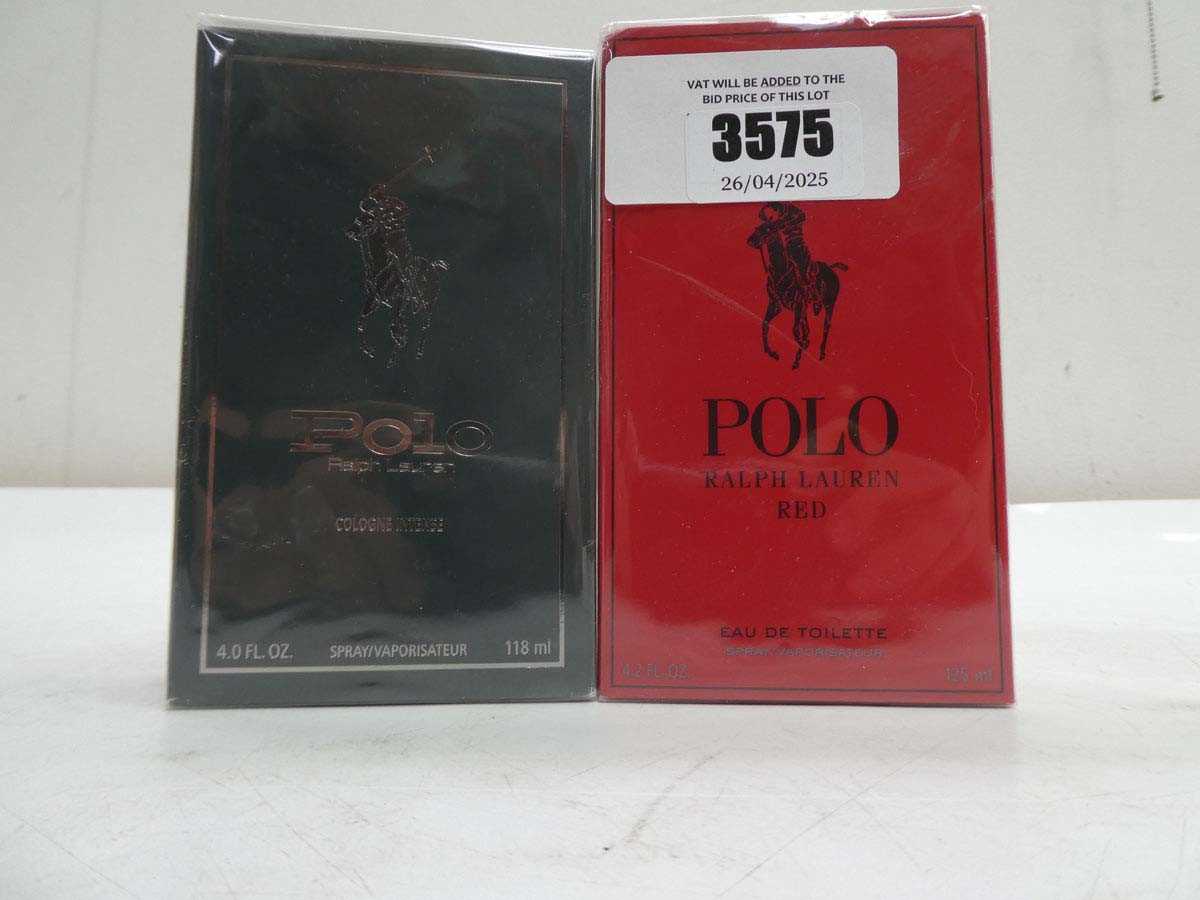 Polo
Ralph Lauren
COLOGNE INTENSE
4.0 FL. OZ. SPRAY/VAPORISATEUR 118 ml
VAT WILL BE ADDED TO THE
BID PRICE OF THIS LOT
3575
26/04/2025
POLO
RALPH LAUREN
RED
EAU DE TOILETTE
SPRAY/VAPORISATEUR
4.2 FL. OZ. 125 ml